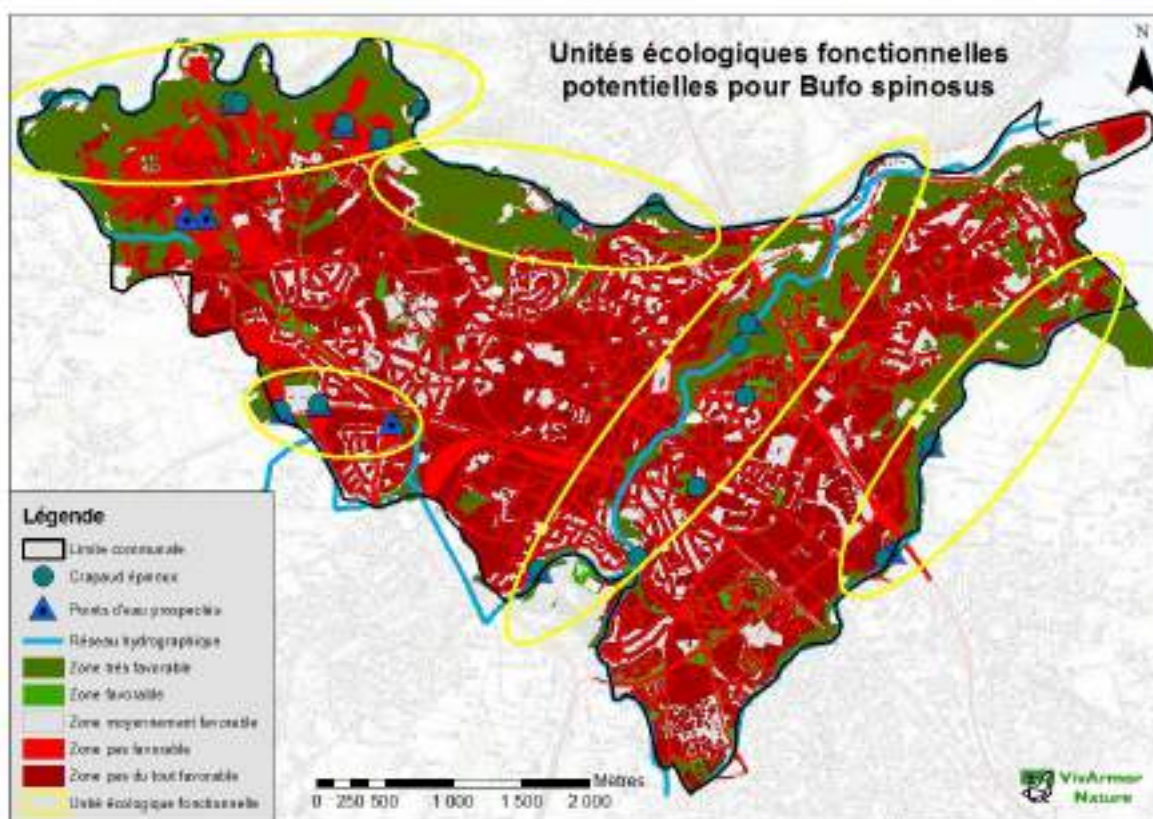 Unités écologiques fonctionnelles
potentielles pour Bufo spinosus
N
Légende
Limite communale
Crapaud épineux
Points d'eau prospectés
Réseau hydrographique
Zone très favorable
Zone favorable
Zone moyennement favorable
Zone pas favorable
Zone pas du tout favorable
Unité écologique fonctionnelle
Mètres
0 250 500 1 000 1 500 2 000
VivArmor
Nature